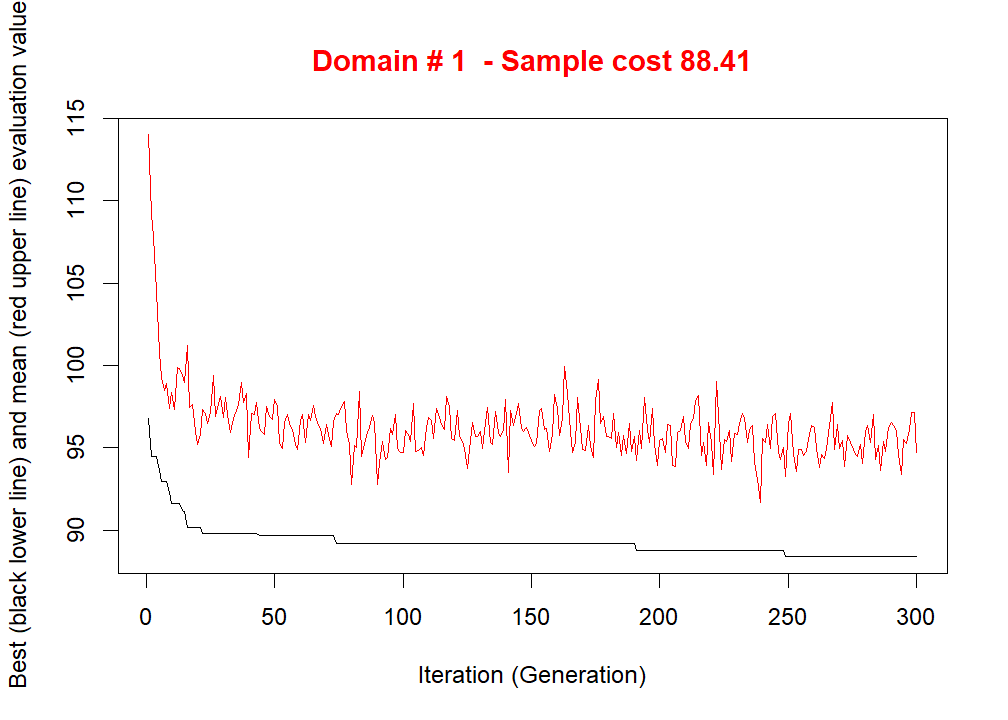 Domain # 1  - Sample cost 88.41
Best (black lower line) and mean (red upper line) evaluation value
115
110
105
100
95
90
0 50 100 150 200 250 300
Iteration (Generation)